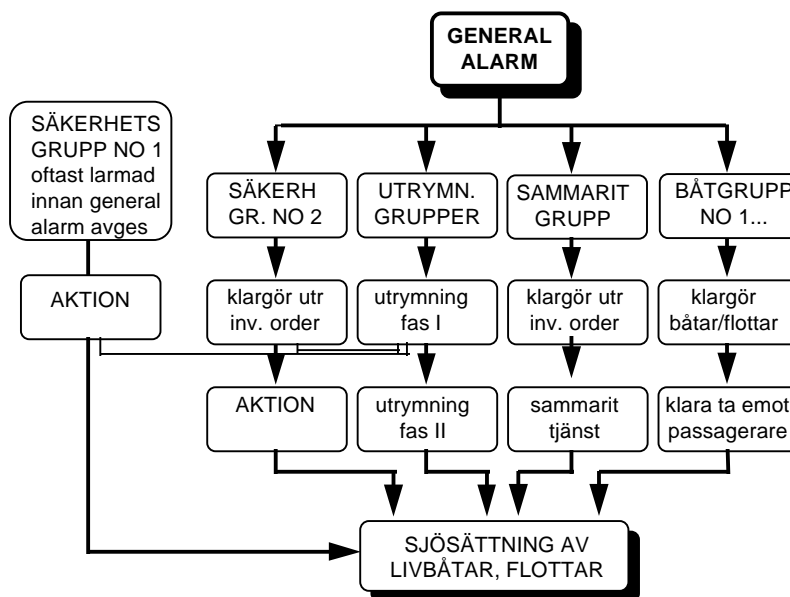 GENERAL
ALARM
SÄKERHETS
GRUPP NO 1
oftast larmad
innan general
alarm avges
SÄKERH
GR. NO 2
UTRYMN.
GRUPPER
SAMMARIT
GRUPP
BÅTGRUPP
NO 1...
AKTION
klargör utr
inv. order
utrymning
fas I
klargör utr
inv. order
klargör
båtar/flottar
AKTION
utrymning
fas II
sammarit
tjänst
klara ta emot
passagerare
SJÖSÄTTNING AV
LIVBÅTAR, FLOTTAR